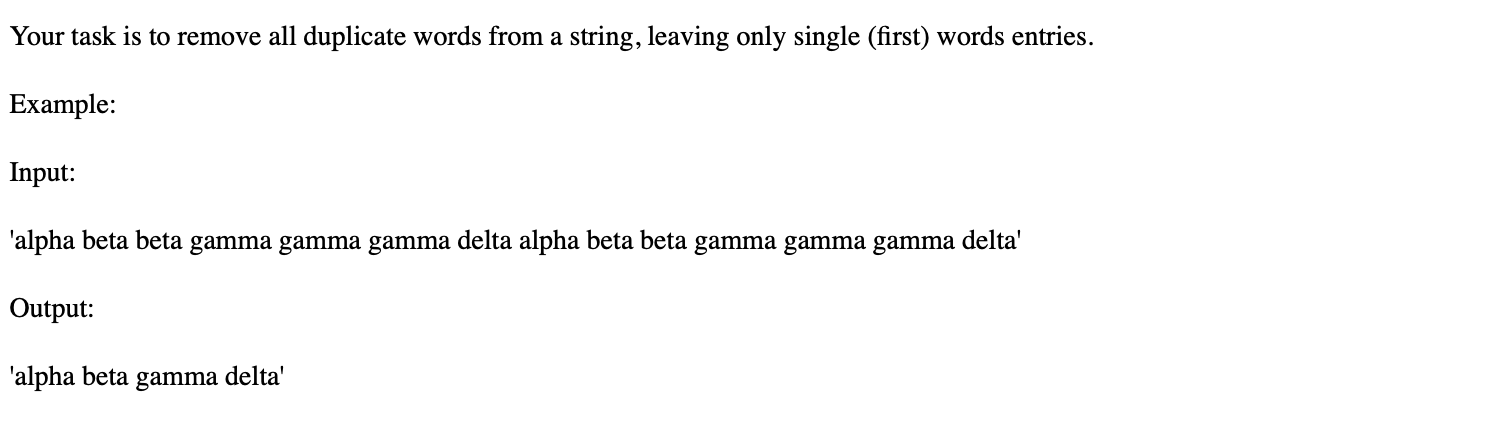 Your task is to remove all duplicate words from a string, leaving only single (first) words entries.
Example:
Input:
'alpha beta beta gamma gamma gamma delta alpha beta beta gamma gamma gamma delta'
Output:
'alpha beta gamma delta'